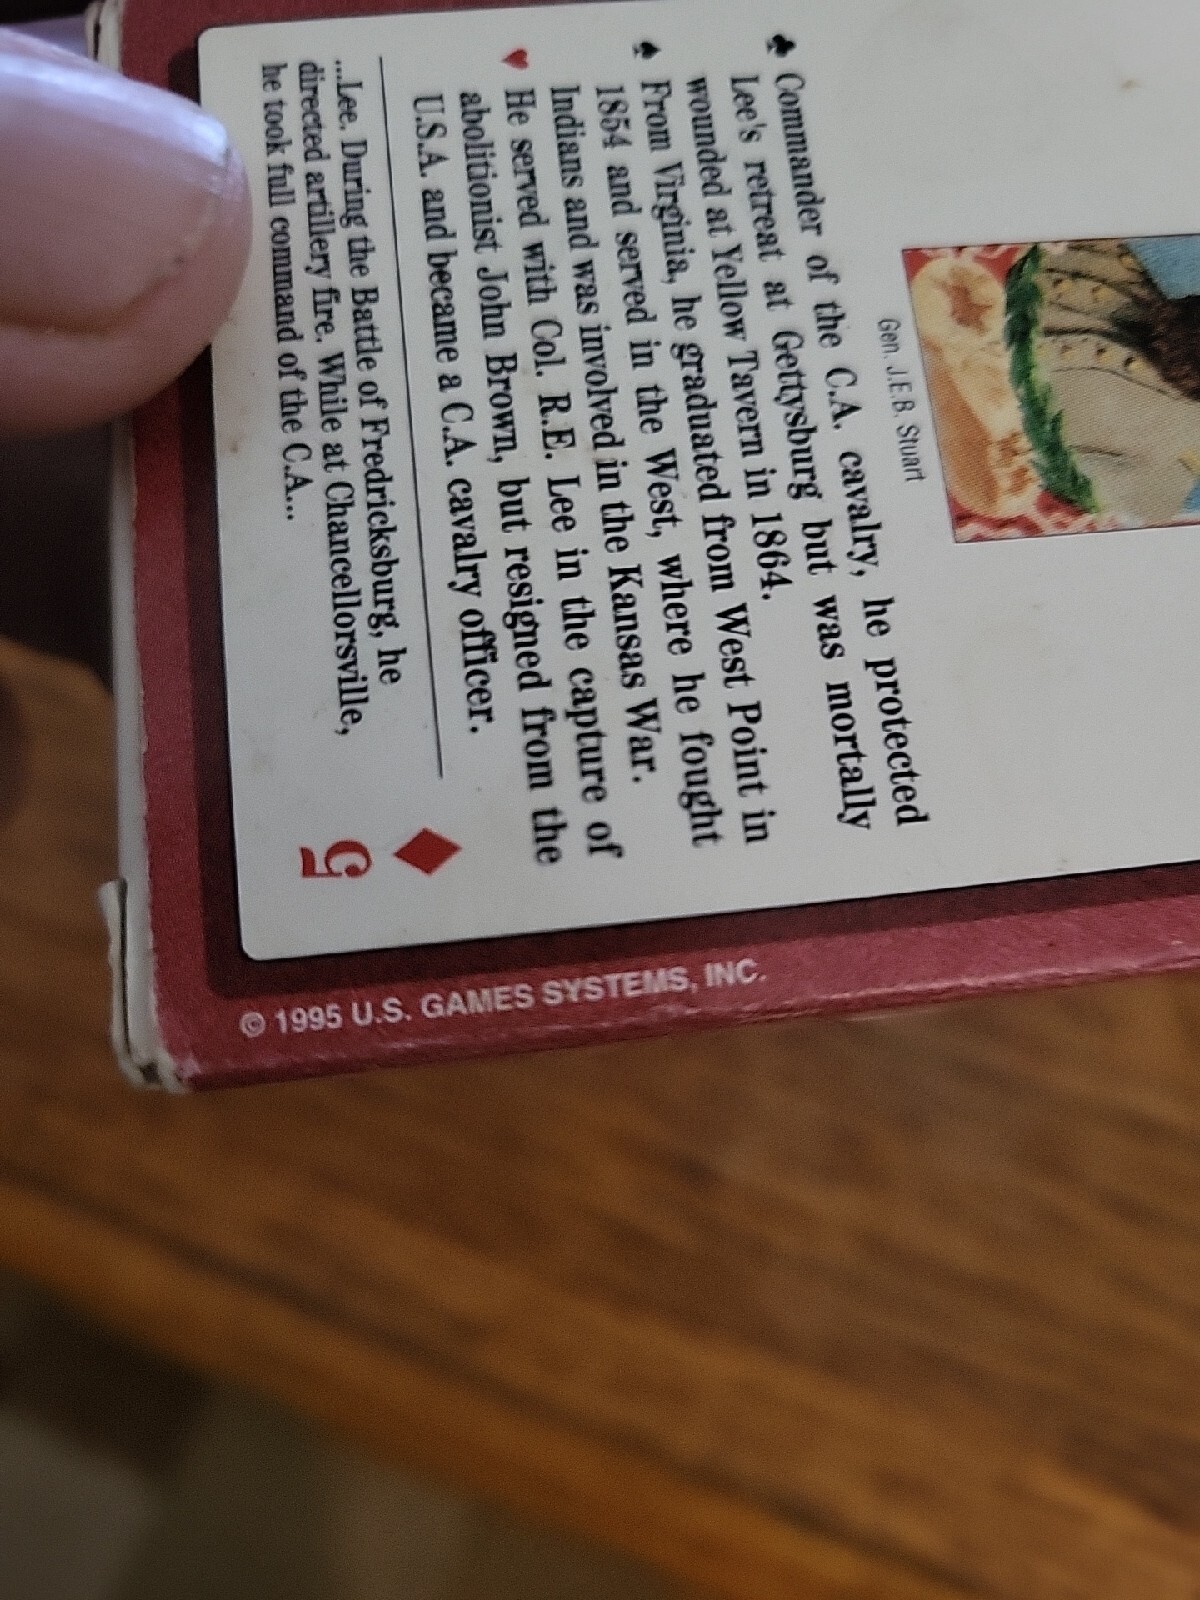 Gen. J.E.B. Stuart
♣ Commander of the C.A. cavalry, he protected
Lee's retreat at Gettysburg but was mortally
wounded at Yellow Tavern in 1864.
♠ From Virginia, he graduated from West Point in
1854 and served in the West, where he fought
Indians and was involved in the Kansas War.
♥ He served with Col. R.E. Lee in the capture of
abolitionist John Brown, but resigned from the
U.S.A. and became a C.A. cavalry officer.
...Lee. During the Battle of Fredricksburg, he
directed artillery fire. While at Chancellorsville,
he took full command of the C.A...
♦
5
© 1995 U.S. GAMES SYSTEMS, INC.